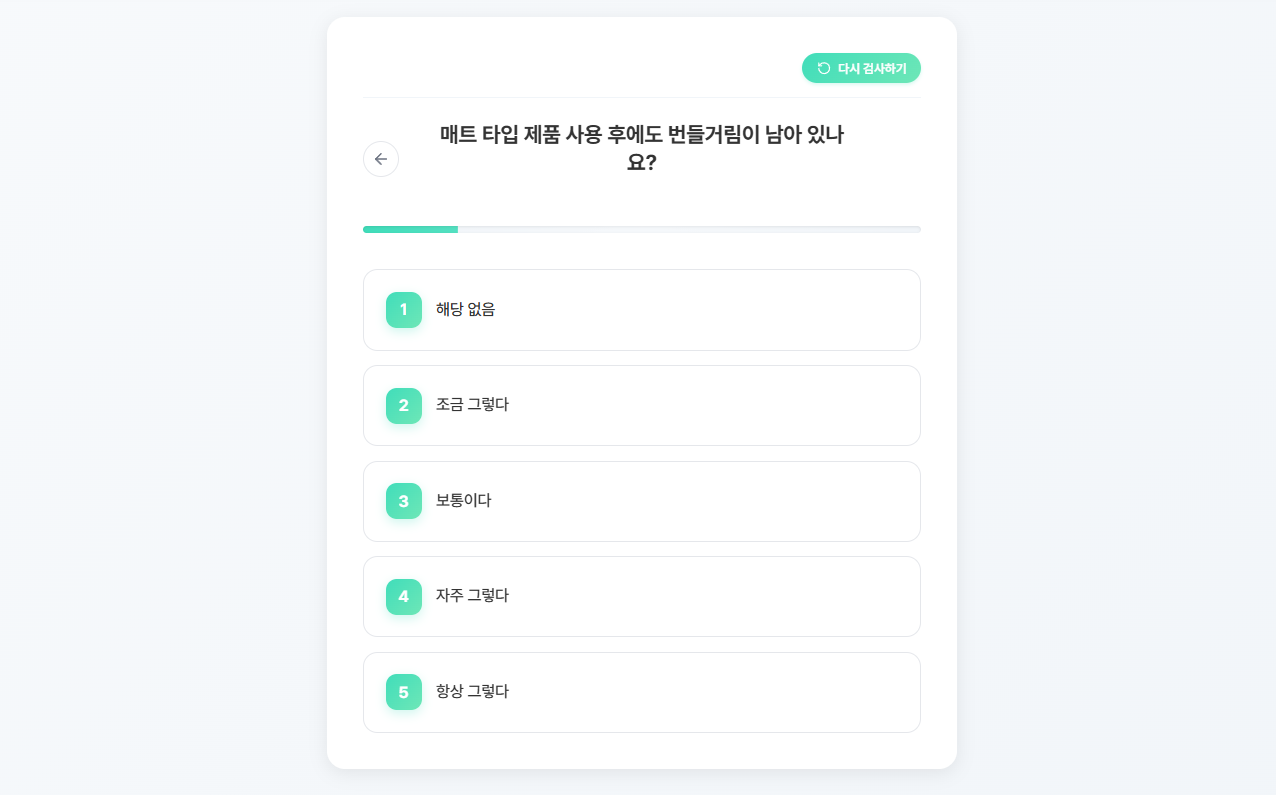 다시 검사하기
매트 타입 제품 사용 후에도 번들거림이 남아 있나
요?
1 해당 없음
2 조금 그렇다
3 보통이다
4 자주 그렇다
5 항상 그렇다